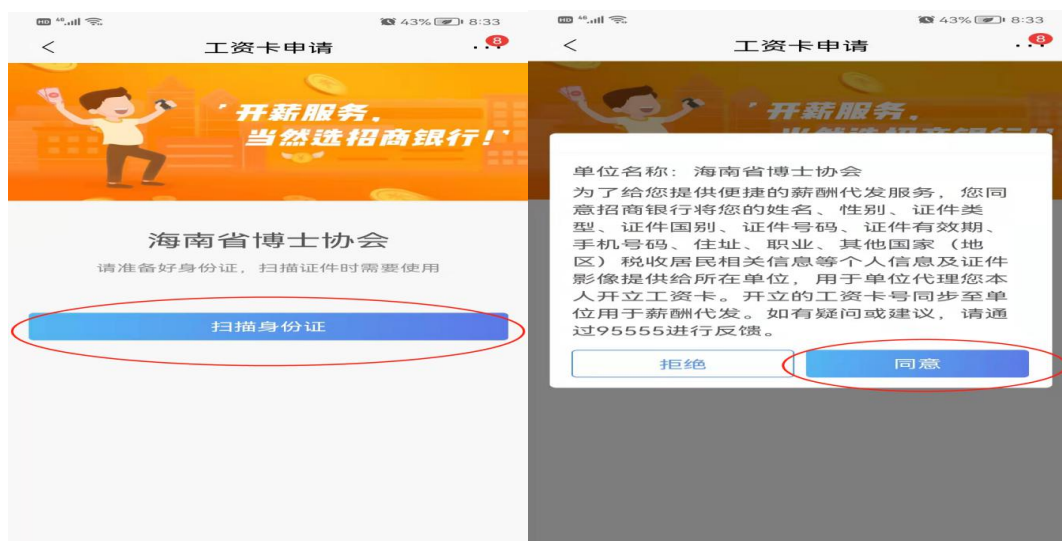 HD 46 43% 8:33
< 工资卡申请 ... 8
开薪服务,
当然选招商银行!
海南省博士协会
请准备好身份证，扫描证件时需要使用
扫描身份证
HD 46 43% 8:33
< 工资卡申请 ... 8
开薪服务,
当然选招商银行!
单位名称：海南省博士协会
为了给您提供便捷的薪酬代发服务，您同
意招商银行将您的姓名、性别、证件类
型、证件国别、证件号码、证件有效期、
手机号码、住址、职业、其他国家（地
区）税收居民相关信息等个人信息及证件
影像提供给所在单位，用于单位代理您本
人开立工资卡。开立的工资卡号同步至单
位用于薪酬代发。如有疑问或建议，请通
过95555进行反馈。
拒绝
同意